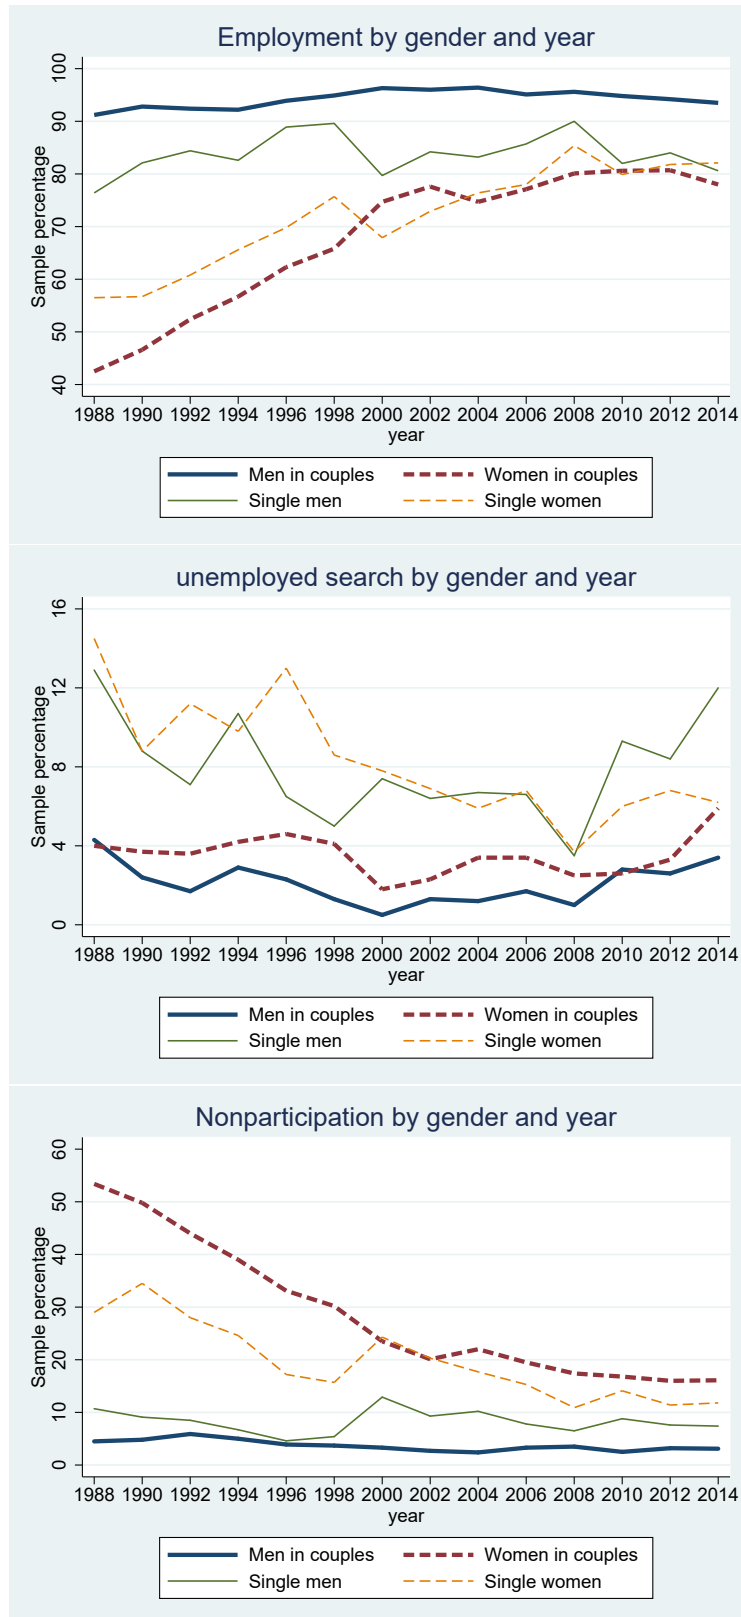 Employment by gender and year
Sample percentage
100
90
80
70
60
50
40
1988 1990 1992 1994 1996 1998 2000 2002 2004 2006 2008 2010 2012 2014
year
Men in couples Women in couples
Single men Single women
unemployed search by gender and year
Sample percentage
16
12
8
4
0
1988 1990 1992 1994 1996 1998 2000 2002 2004 2006 2008 2010 2012 2014
year
Men in couples Women in couples
Single men Single women
Nonparticipation by gender and year
Sample percentage
60
50
40
30
20
10
0
1988 1990 1992 1994 1996 1998 2000 2002 2004 2006 2008 2010 2012 2014
year
Men in couples Women in couples
Single men Single women